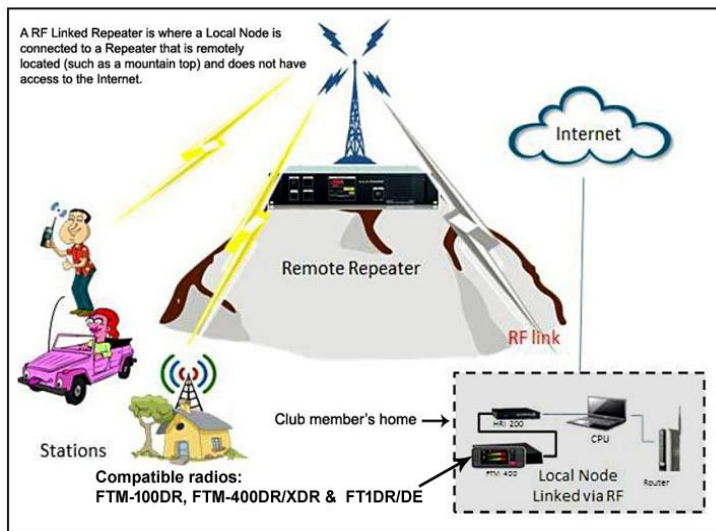 A RF Linked Repeater is where a Local Node is
connected to a Repeater that is remotely
located (such as a mountain top) and does not have
access to the Internet.
Internet
Remote Repeater
RF link
Club member's home
HRI 200
CPU
FTM 400
Local Node
Linked via RF
Router
Stations
Compatible radios:
FTM-100DR, FTM-400DR/XDR & FT1DR/DE